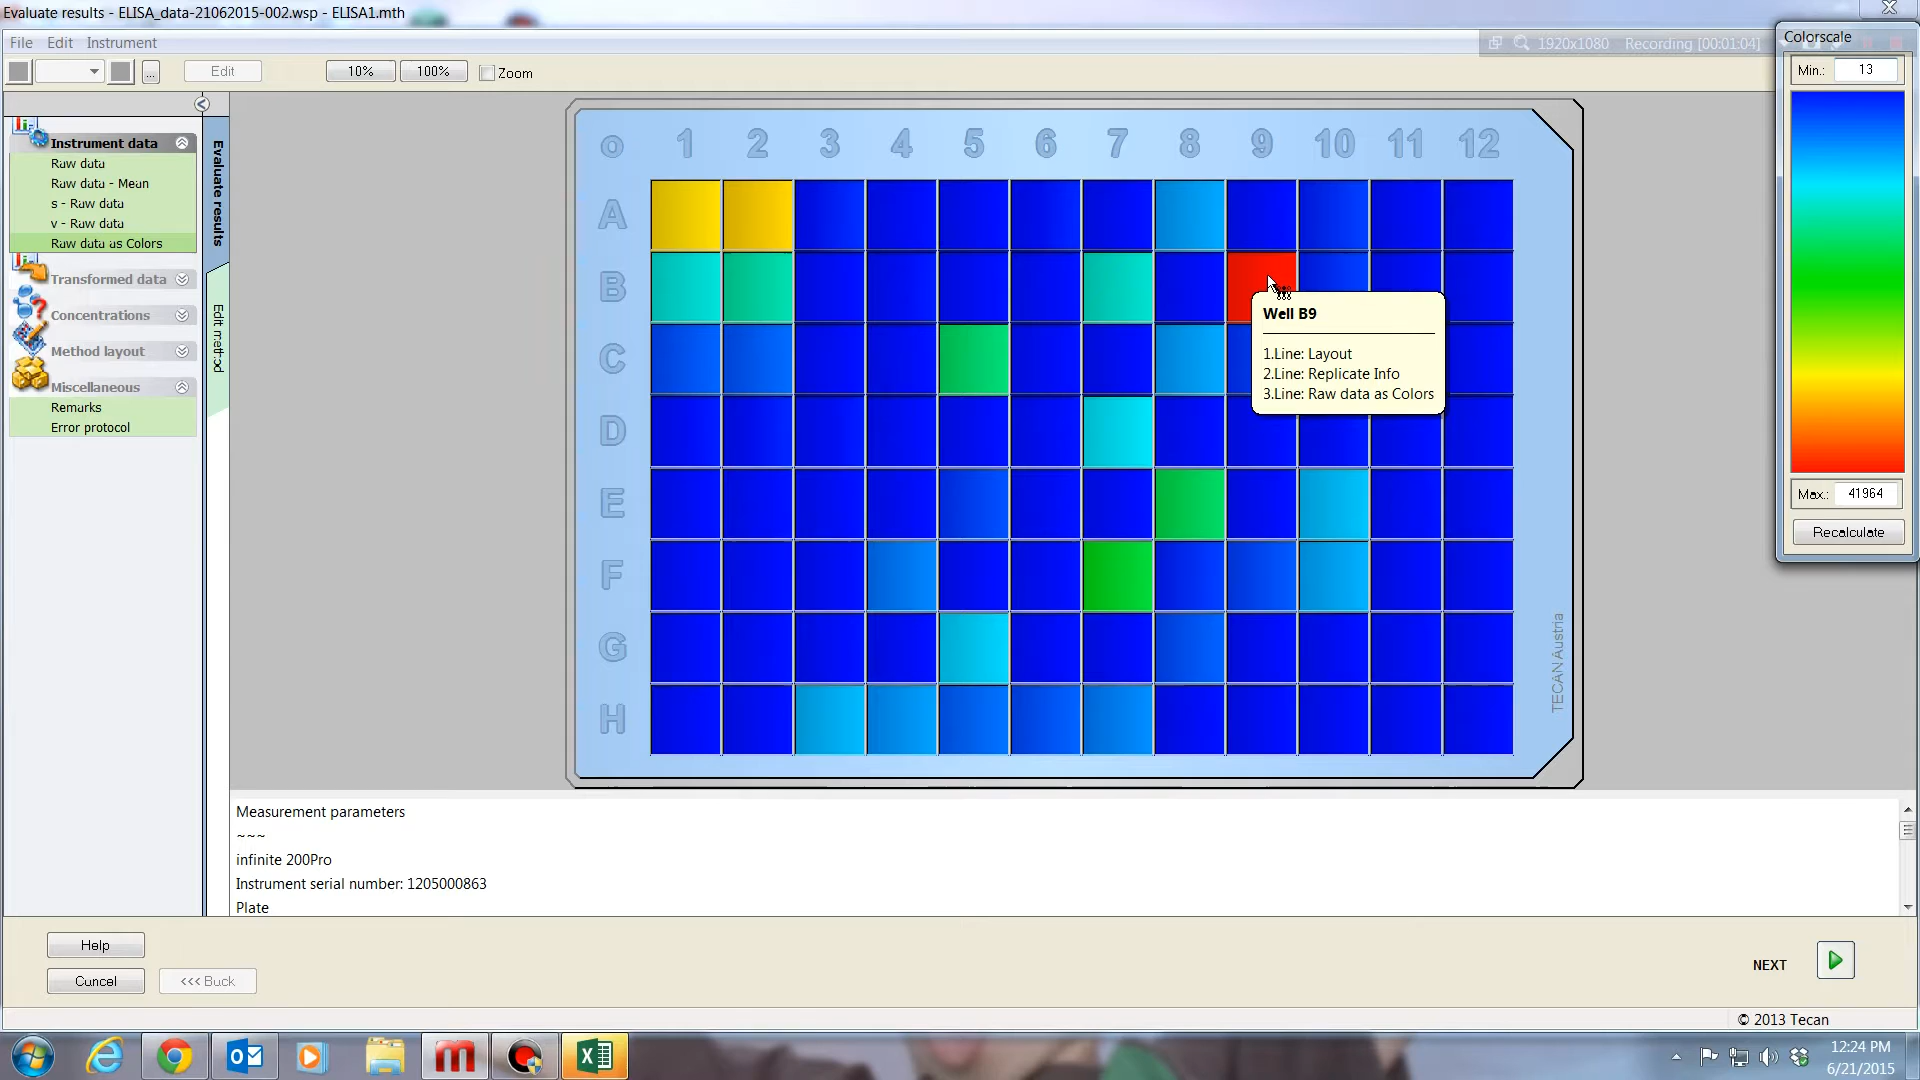 Evaluate results - ELISA_data-21062015-002.wsp - ELISA1.mth
File Edit Instrument
1920x1080 Recording [00:01:04]
... Edit 10% 100% Zoom
Colorscale
Min.: 13
Max.: 41964
Recalculate
Instrument data
Raw data
Raw data - Mean
s - Raw data
v - Raw data
Raw data as Colors
Transformed data
Concentrations
Method layout
Miscellaneous
Remarks
Error protocol
Evaluate results
Edit method
o 1 2 3 4 5 6 7 8 9 10 11 12
A
B
C
D
E
F
G
H
Well B9
1.Line: Layout
2.Line: Replicate Info
3.Line: Raw data as Colors
TECAN Austria
Measurement parameters
~~~
infinite 200Pro
Instrument serial number: 1205000863
Plate
Help
Cancel <<< Back
NEXT
© 2013 Tecan
12:24 PM
6/21/2015